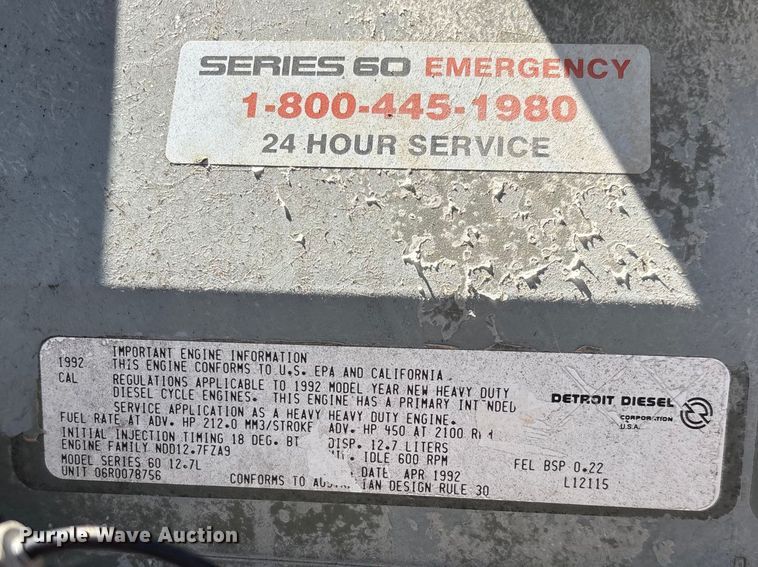 SERIES 60 EMERGENCY
1-800-445-1980
24 HOUR SERVICE
IMPORTANT ENGINE INFORMATION
1992 THIS ENGINE CONFORMS TO U.S. EPA AND CALIFORNIA
CAL REGULATIONS APPLICABLE TO 1992 MODEL YEAR NEW HEAVY DUTY
DIESEL CYCLE ENGINES. THIS ENGINE HAS A PRIMARY INTENDED
SERVICE APPLICATION AS A HEAVY HEAVY DUTY ENGINE.
FUEL RATE AT ADV. HP 212.0 MM3/STROKE ADV. HP 450 AT 2100
INITIAL INJECTION TIMING 18 DEG. BT DISP. 12.7 LITERS
ENGINE FAMILY NDD12.7FZA9 IDLE 600 RPM FEL BSP 0.22
MODEL SERIES 60 12.7L DATE APR 1992
UNIT 06R0078756 CONFORMS TO DESIGN RULE 30 L12115
DETROIT DIESEL
CORPORATION
U.S.A.
Purple Wave Auction